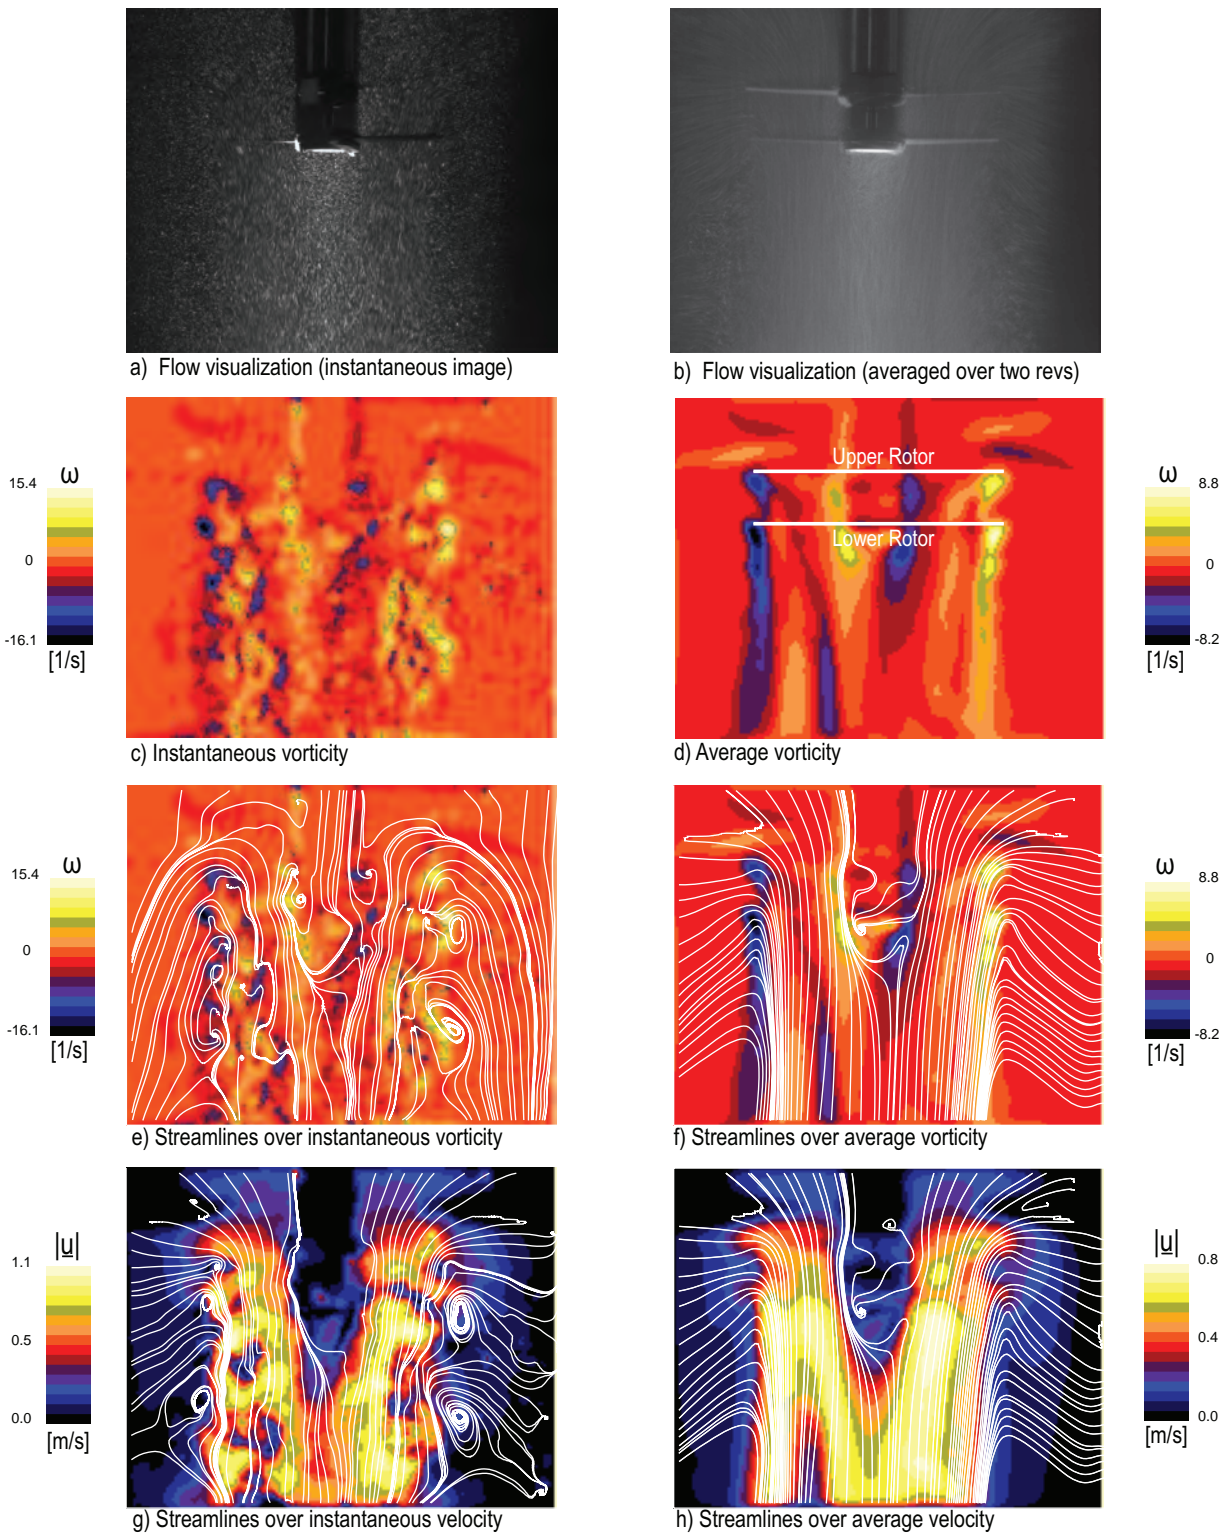 a) Flow visualization (instantaneous image)
b) Flow visualization (averaged over two revs)
ω
15.4
0
-16.1
[1/s]
Upper Rotor
Lower Rotor
ω
8.8
0
-8.2
[1/s]
c) Instantaneous vorticity
d) Average vorticity
ω
15.4
0
-16.1
[1/s]
ω
8.8
0
-8.2
[1/s]
e) Streamlines over instantaneous vorticity
f) Streamlines over average vorticity
|u|
1.1
0.5
0.0
[m/s]
|u|
0.8
0.4
0.0
[m/s]
g) Streamlines over instantaneous velocity
h) Streamlines over average velocity